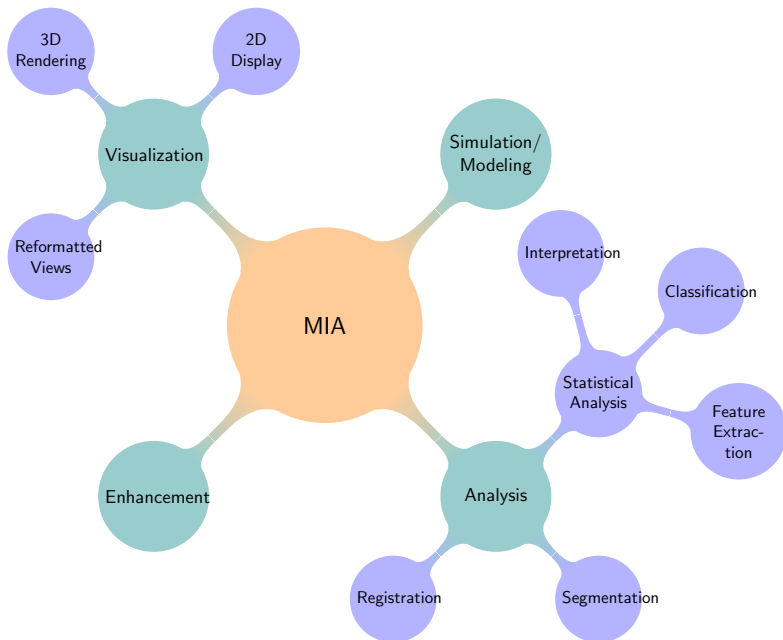 3D
Rendering
2D
Display
Visualization
Simulation/
Modeling
Reformatted
Views
Interpretation
Classification
MIA
Statistical
Analysis
Feature
Extrac-
tion
Enhancement
Analysis
Registration
Segmentation